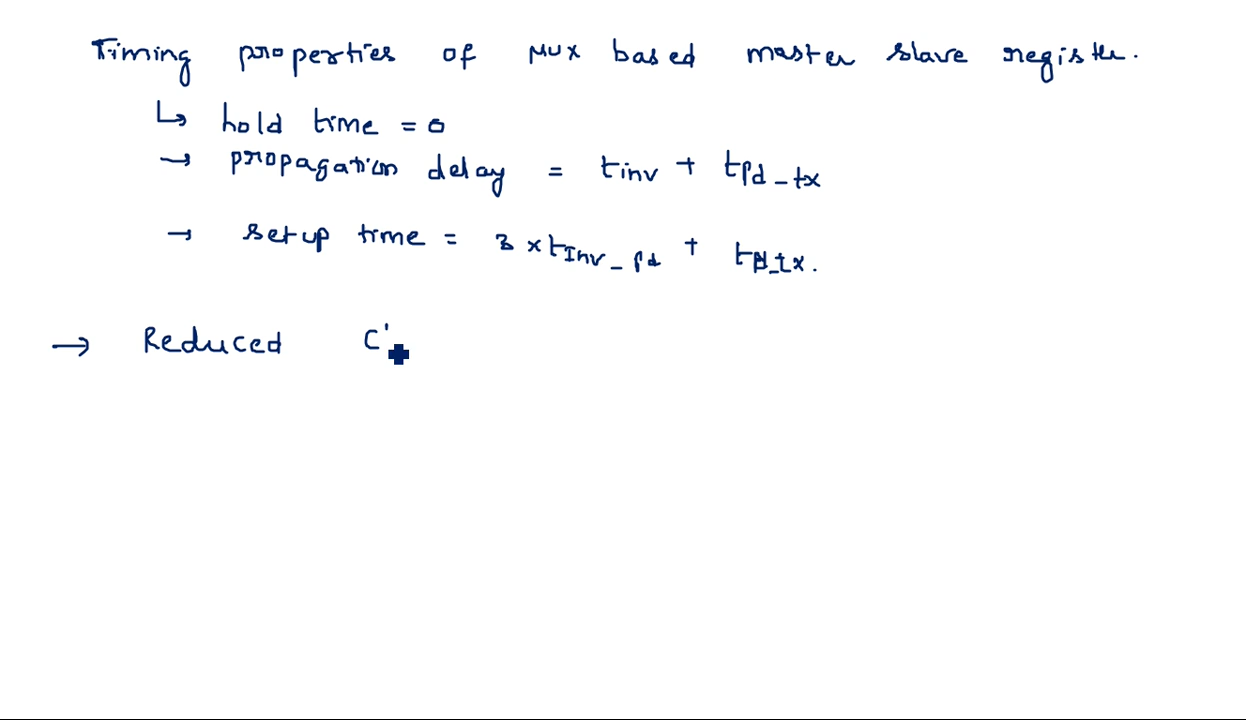 Timing properties of MUX based master slave register.
↳ hold time = 0
→ propagation delay = tinv + tpd_tx
→ setup time = 3 x tInv_pd + tpd_tx.
→ Reduced C'